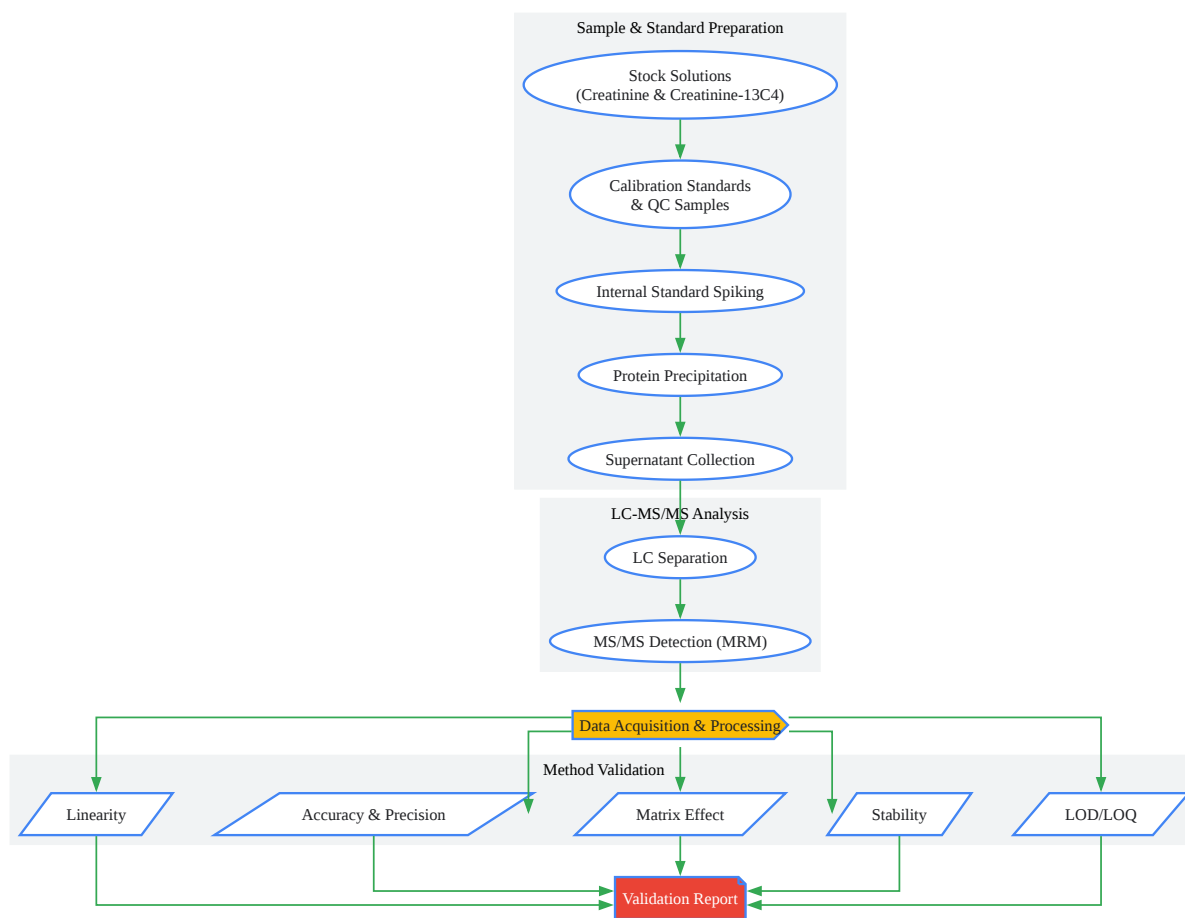 Sample & Standard Preparation
Stock Solutions
(Creatinine & Creatinine-13C4)
Calibration Standards
& QC Samples
Internal Standard Spiking
Protein Precipitation
Supernatant Collection
LC-MS/MS Analysis
LC Separation
MS/MS Detection (MRM)
Data Acquisition & Processing
Method Validation
Linearity
Accuracy & Precision
Matrix Effect
Stability
LOD/LOQ
Validation Report